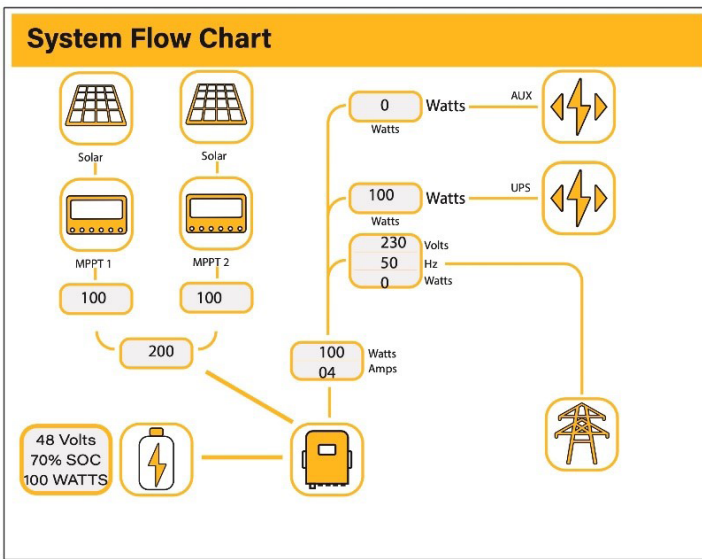 System Flow Chart
Solar
Solar
MPPT 1
MPPT 2
100
100
200
48 Volts
70% SOC
100 WATTS
0 Watts
Watts
AUX
100 Watts
Watts
UPS
230 Volts
50 Hz
0 Watts
100 Watts
04 Amps